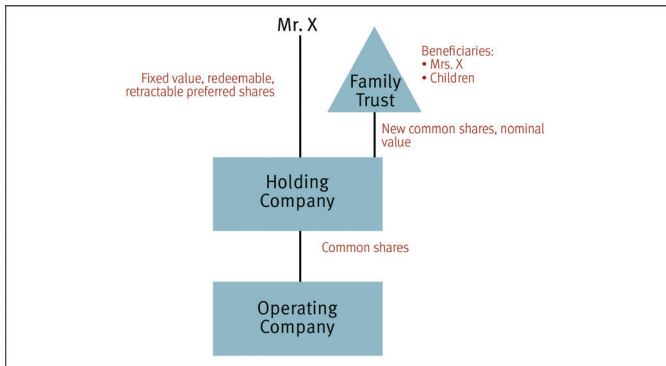 Mr. X
Fixed value, redeemable,
retractable preferred shares
Family
Trust
Beneficiaries:
• Mrs. X
• Children
New common shares, nominal
value
Holding
Company
Common shares
Operating
Company